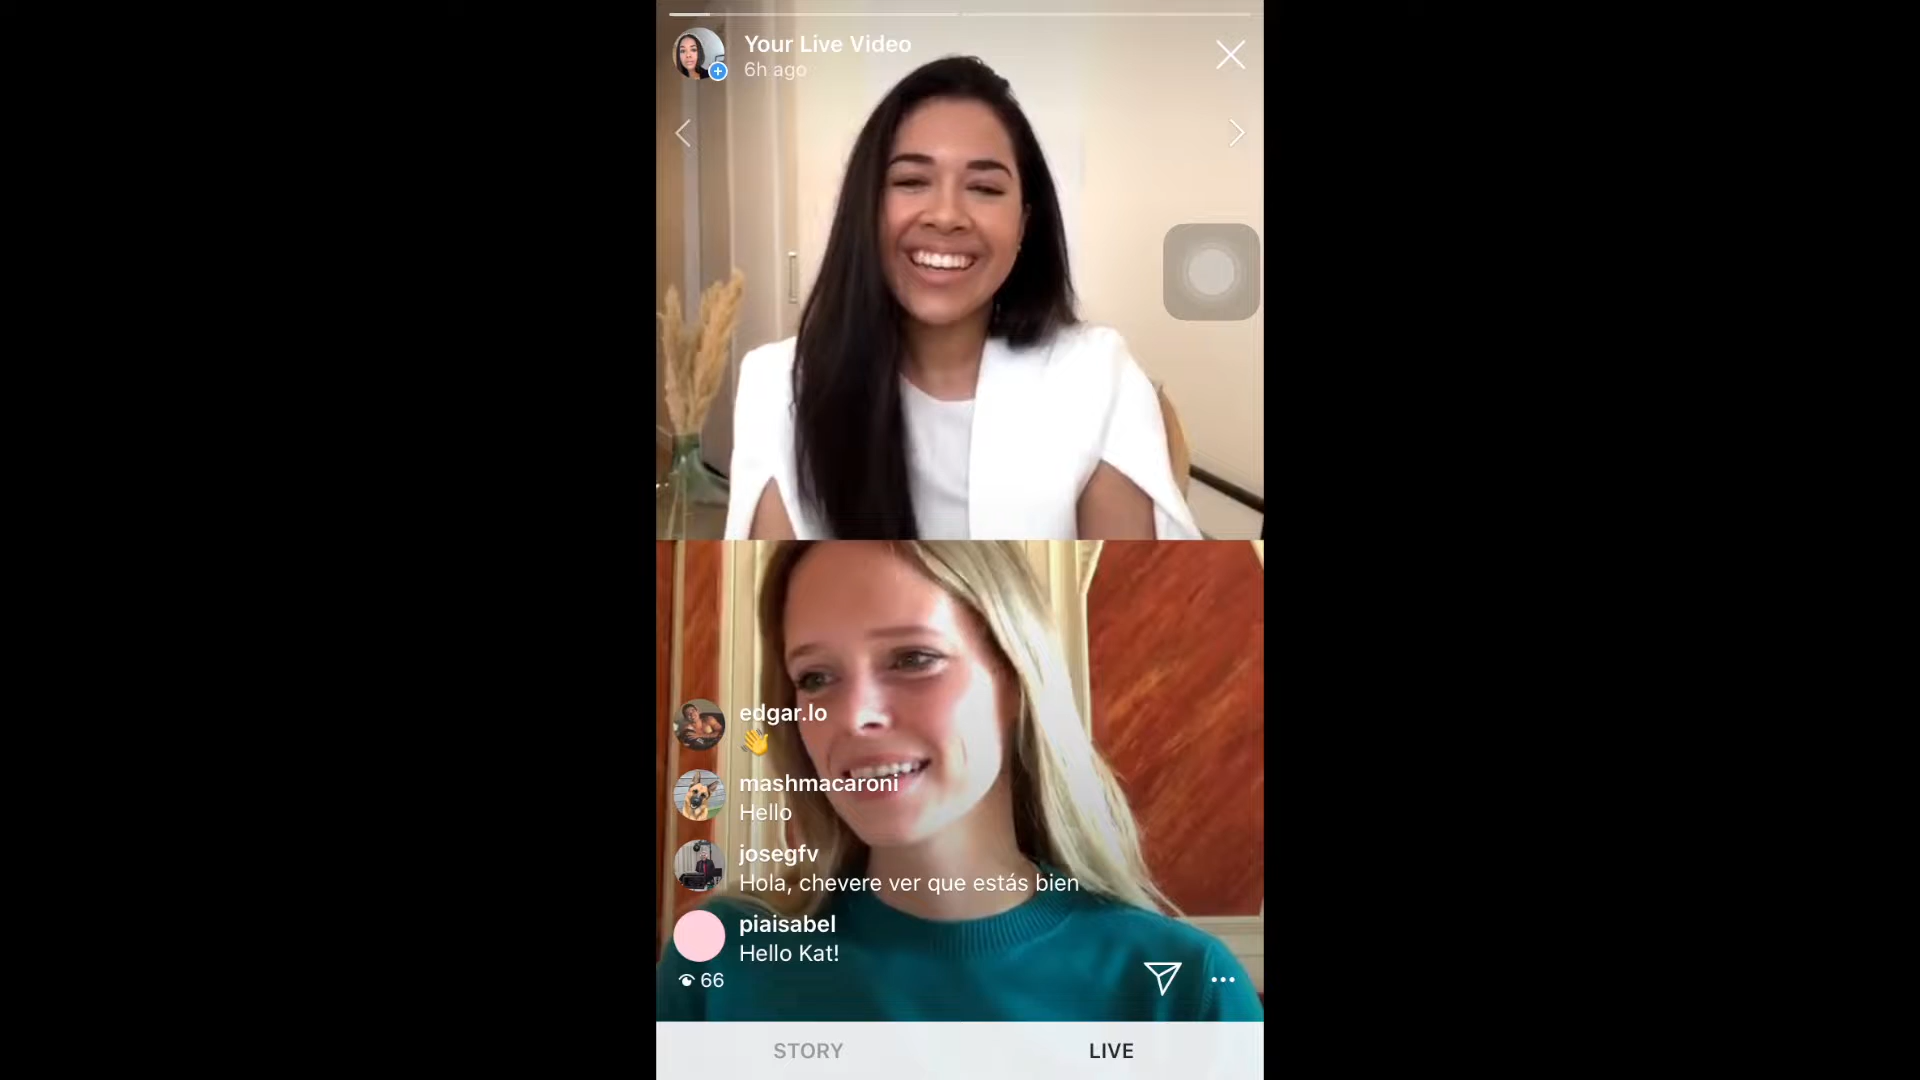 Your Live Video
6h ago
edgar.lo
👋
mashmacaroni
Hello
josegfv
Hola, chevere ver que estás bien
piaisabel
Hello Kat!
66
STORY
LIVE